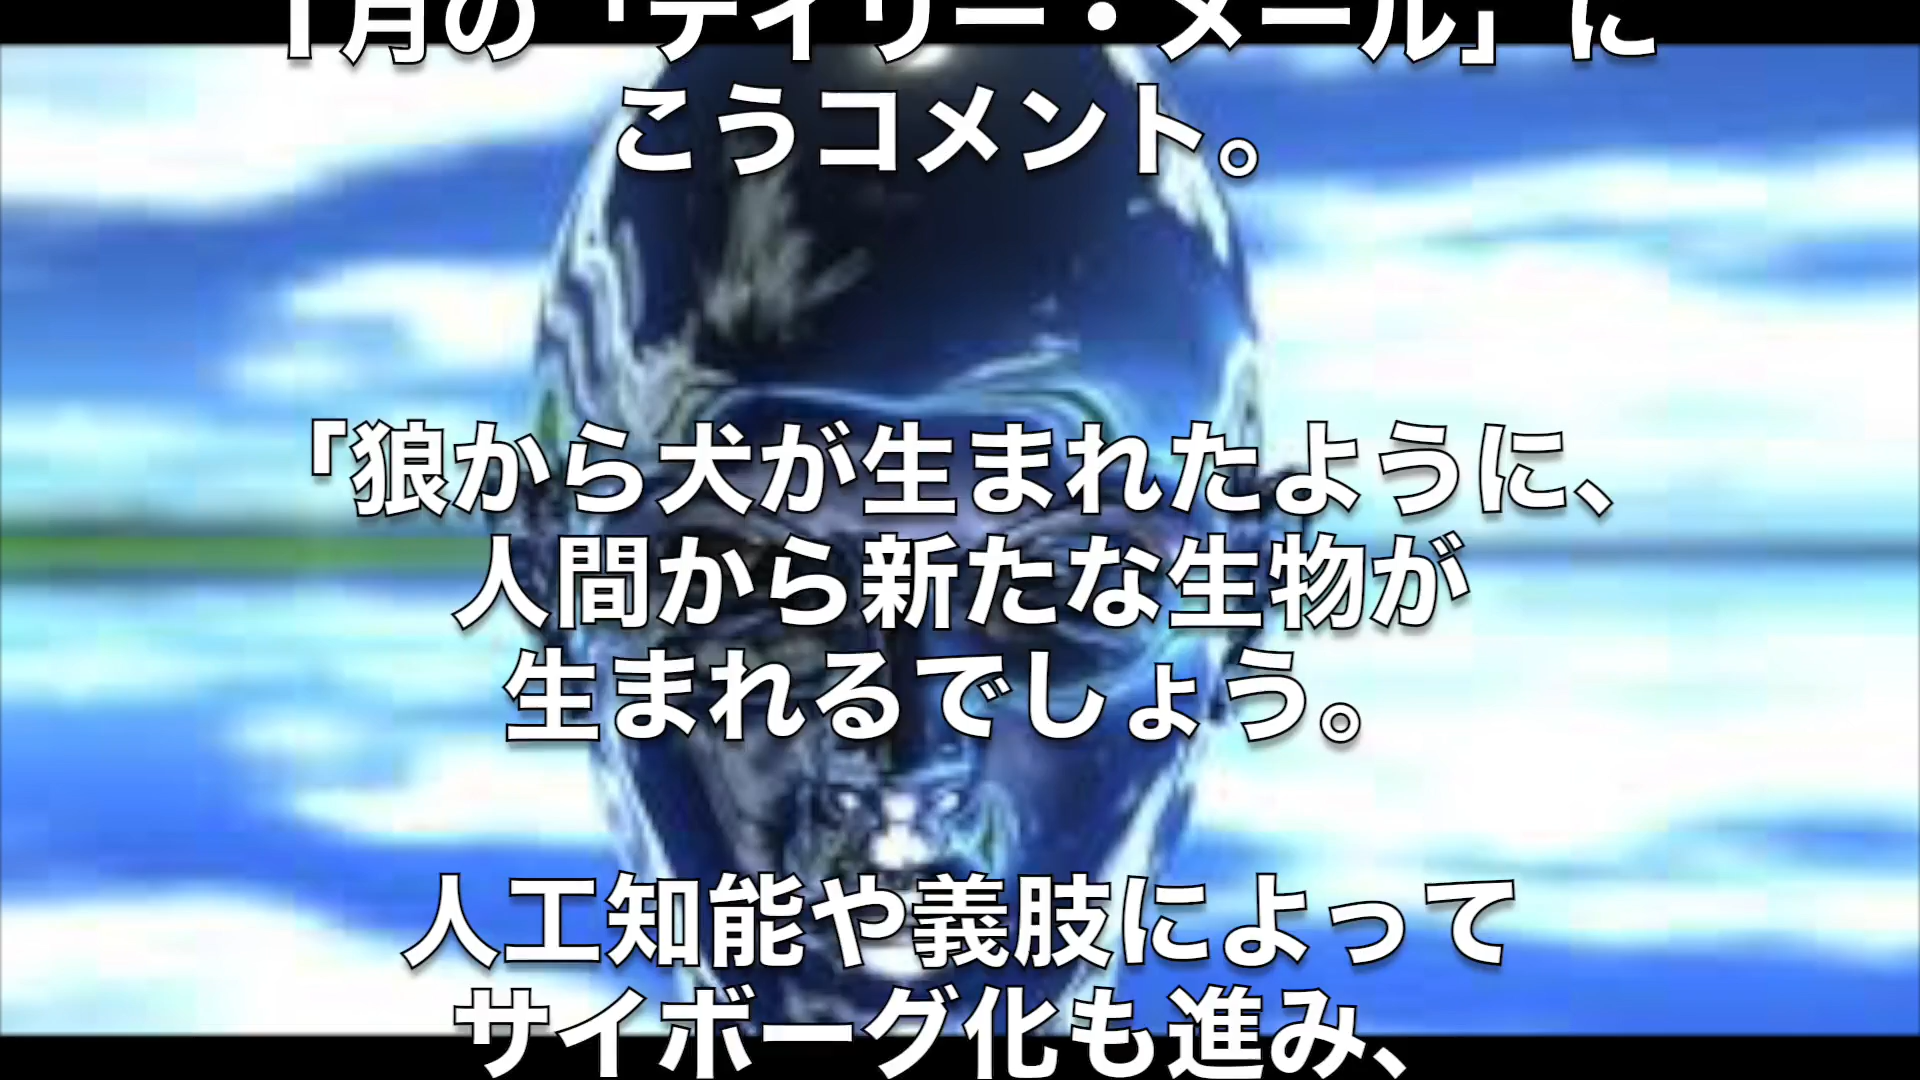 1月の「デイリー・メール」に
こうコメント。
「狼から犬が生まれたように、
人間から新たな生物が
生まれるでしょう。
人工知能や義肢によって
サイボーグ化も進み、